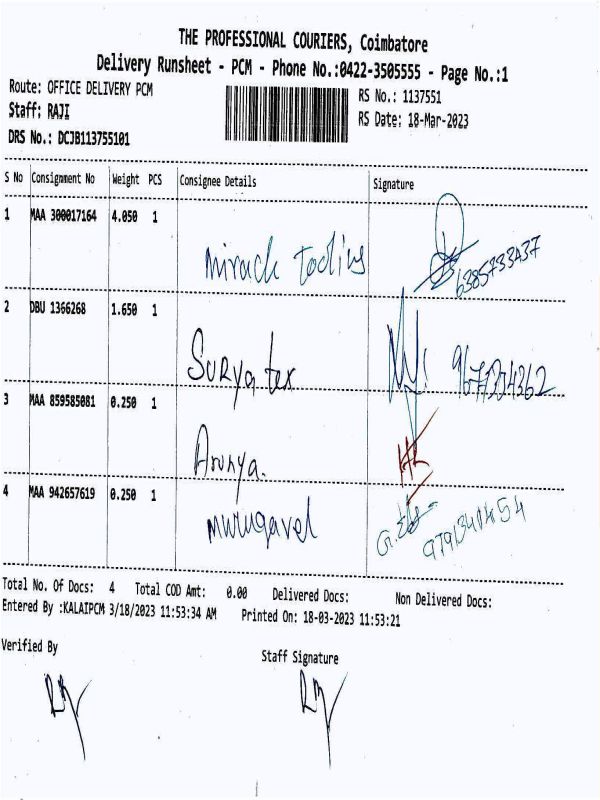 THE PROFESSIONAL COURIERS, Coimbatore
Delivery Runsheet - PCM - Phone No.:0422-3505555 - Page No.:1
Route: OFFICE DELIVERY PCM
RS No.: 1137551
Staff: RAJI
RS Date: 18-Mar-2023
DRS No.: DCJB113755101
S No Consignment No Weight PCS Consignee Details Signature
1 MAA 300017164 4.050 1
Mirack Toolings 6385733437
2 DBU 1366268 1.650 1
Surya tex
3 MAA 859585081 0.250 1
Arunya.
4 MAA 942657619 0.250 1
Murugavel
Total No. Of Docs: 4 Total COD Amt: 0.00 Delivered Docs: Non Delivered Docs:
Entered By :KALAIPCM 3/18/2023 11:53:34 AM Printed On: 18-03-2023 11:53:21
Verified By
Staff Signature